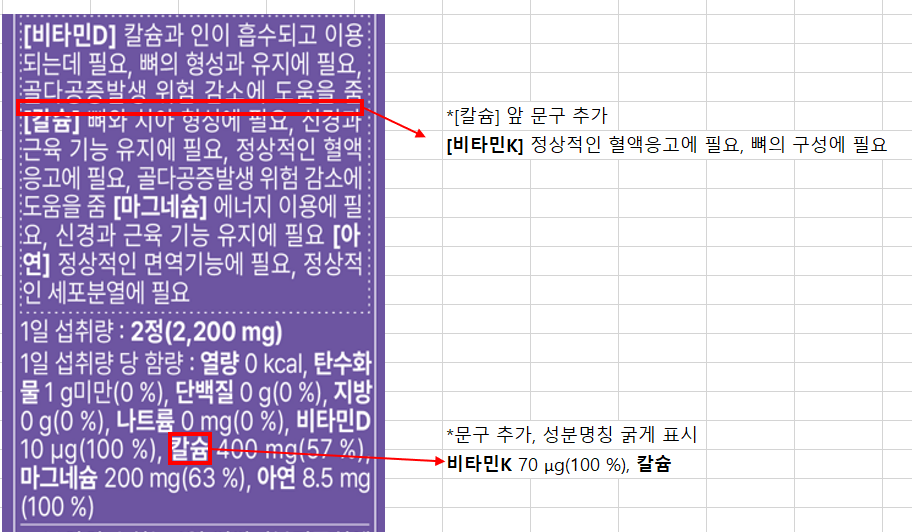 [비타민D] 칼슘과 인이 흡수되고 이용
되는데 필요, 뼈의 형성과 유지에 필요,
골다공증발생 위험 감소에 도움을 줌
[칼슘] 뼈와 치아 형성에 필요, 신경과
근육 기능 유지에 필요, 정상적인 혈액
응고에 필요, 골다공증발생 위험 감소에
도움을 줌 [마그네슘] 에너지 이용에 필
요, 신경과 근육 기능 유지에 필요 [아
연] 정상적인 면역기능에 필요, 정상적
인 세포분열에 필요
1일 섭취량 : 2정(2,200 mg)
1일 섭취량 당 함량 : 열량 0 kcal, 탄수화
물 1 g미만(0 %), 단백질 0 g(0 %), 지방
0 g(0 %), 나트륨 0 mg(0 %), 비타민D
10 µg(100 %), 칼슘 400 mg(57 %),
마그네슘 200 mg(63 %), 아연 8.5 mg
(100 %)
*[칼슘] 앞 문구 추가
[비타민K] 정상적인 혈액응고에 필요, 뼈의 구성에 필요
*문구 추가, 성분명칭 굵게 표시
비타민K 70 µg(100 %), 칼슘